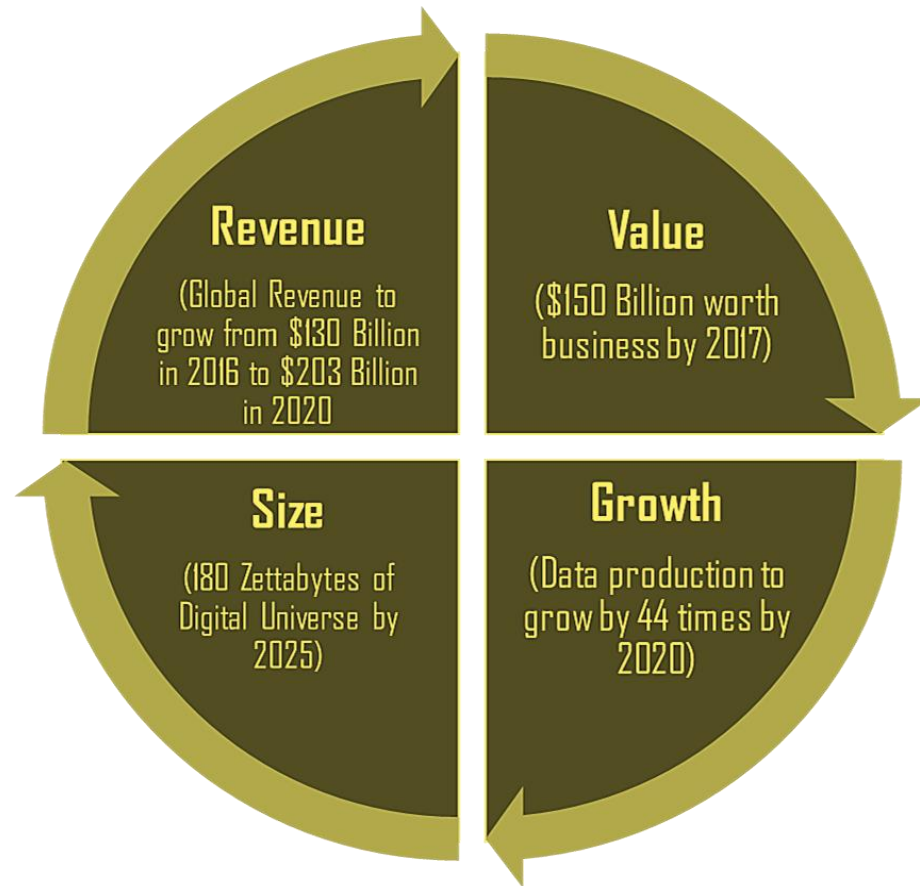 Revenue
(Global Revenue to
grow from $130 Billion
in 2016 to $203 Billion
in 2020
Value
($150 Billion worth
business by 2017)
Size
(180 Zettabytes of
Digital Universe by
2025)
Growth
(Data production to
grow by 44 times by
2020)